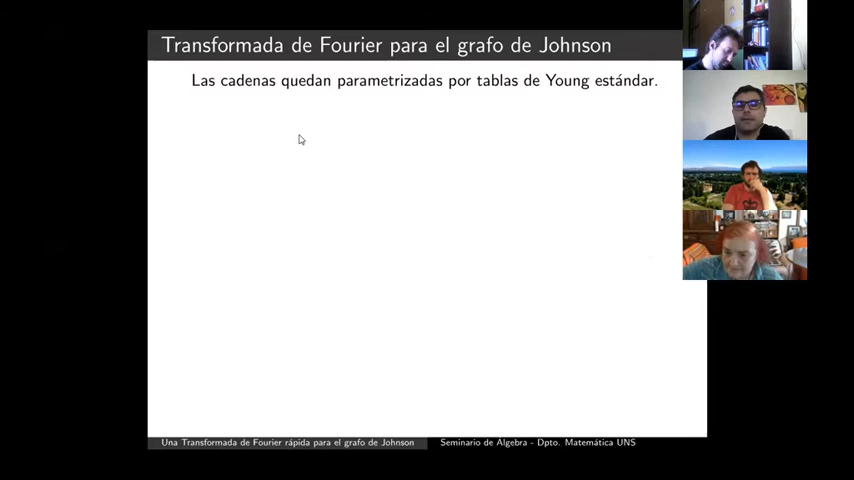 Transformada de Fourier para el grafo de Johnson
Las cadenas quedan parametrizadas por tablas de Young estándar.
Una Transformada de Fourier rápida para el grafo de Johnson
Seminario de Álgebra - Dpto. Matemática UNS